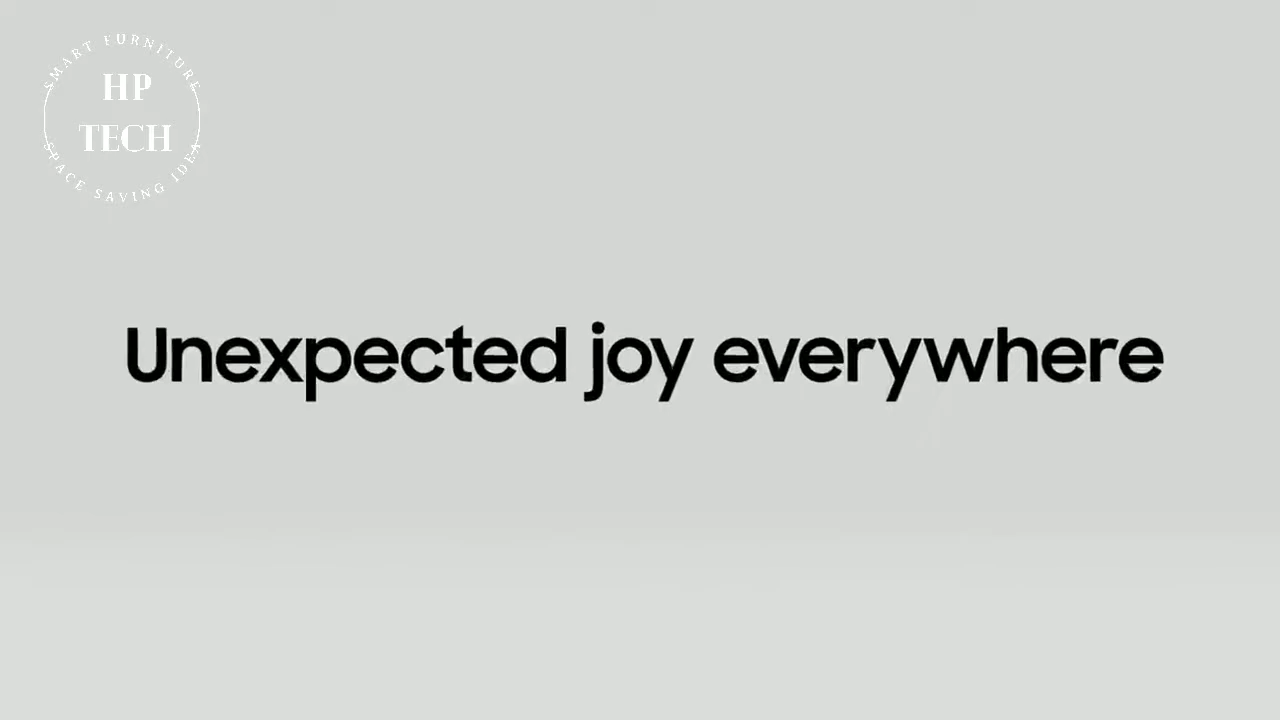 SMART FURNITURE
HP
TECH
SPACE SAVING IDEA
Unexpected joy everywhere